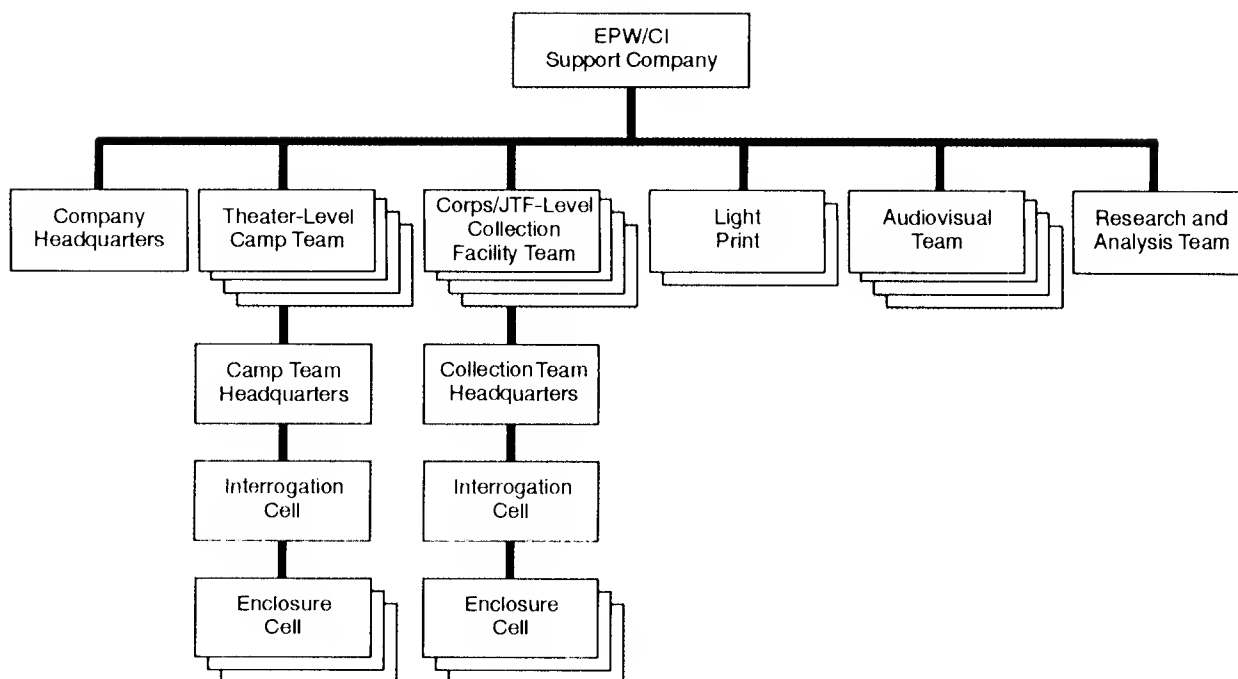 EPW/CI
Support Company
Company
Headquarters
Theater-Level
Camp Team
Corps/JTF-Level
Collection
Facility Team
Light
Print
Audiovisual
Team
Research and
Analysis Team
Camp Team
Headquarters
Collection Team
Headquarters
Interrogation
Cell
Interrogation
Cell
Enclosure
Cell
Enclosure
Cell